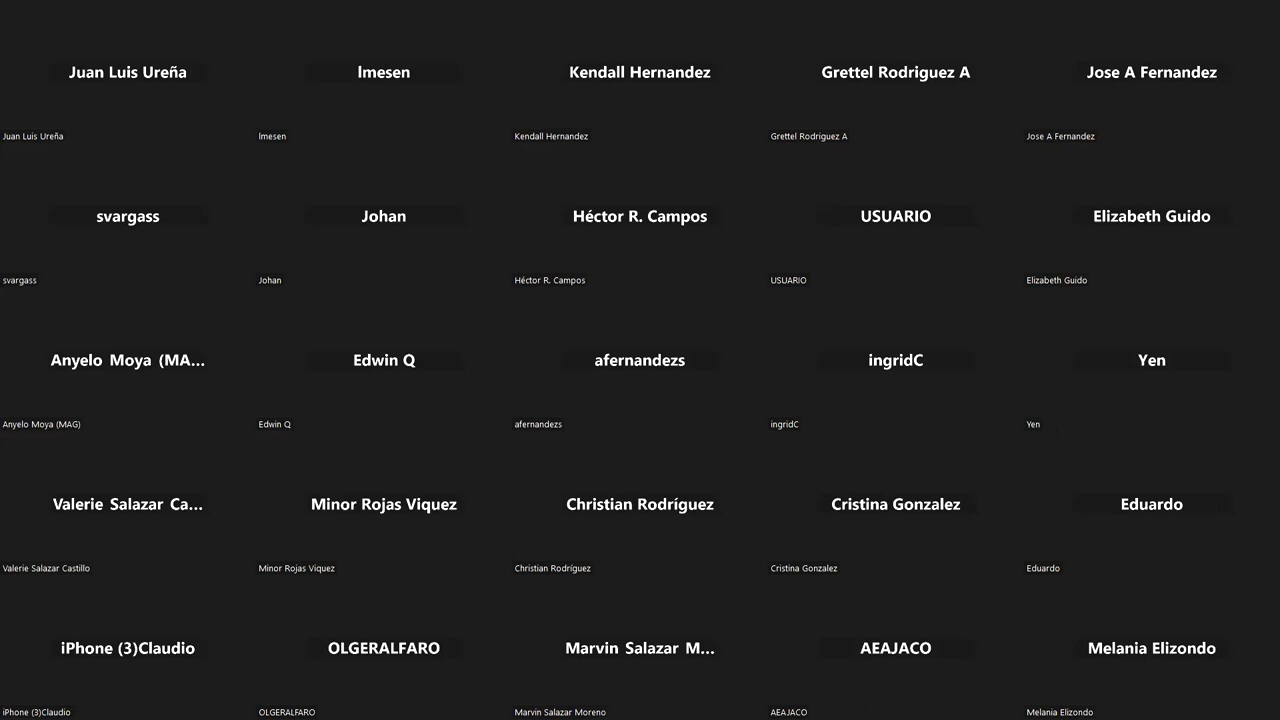 Juan Luis Ureña
lmesen
Kendall Hernandez
Grettel Rodriguez A
Jose A Fernandez
Juan Luis Ureña
lmesen
Kendall Hernandez
Grettel Rodriguez A
Jose A Fernandez
svargass
Johan
Héctor R. Campos
USUARIO
Elizabeth Guido
svargass
Johan
Héctor R. Campos
USUARIO
Elizabeth Guido
Anyelo Moya (MA...
Edwin Q
afernandezs
ingridC
Yen
Anyelo Moya (MAG)
Edwin Q
afernandezs
ingridC
Yen
Valerie Salazar Ca...
Minor Rojas Viquez
Christian Rodríguez
Cristina Gonzalez
Eduardo
Valerie Salazar Castillo
Minor Rojas Viquez
Christian Rodríguez
Cristina Gonzalez
Eduardo
iPhone (3)Claudio
OLGERALFARO
Marvin Salazar M...
AEAJACO
Melania Elizondo
iPhone (3)Claudio
OLGERALFARO
Marvin Salazar Moreno
AEAJACO
Melania Elizondo